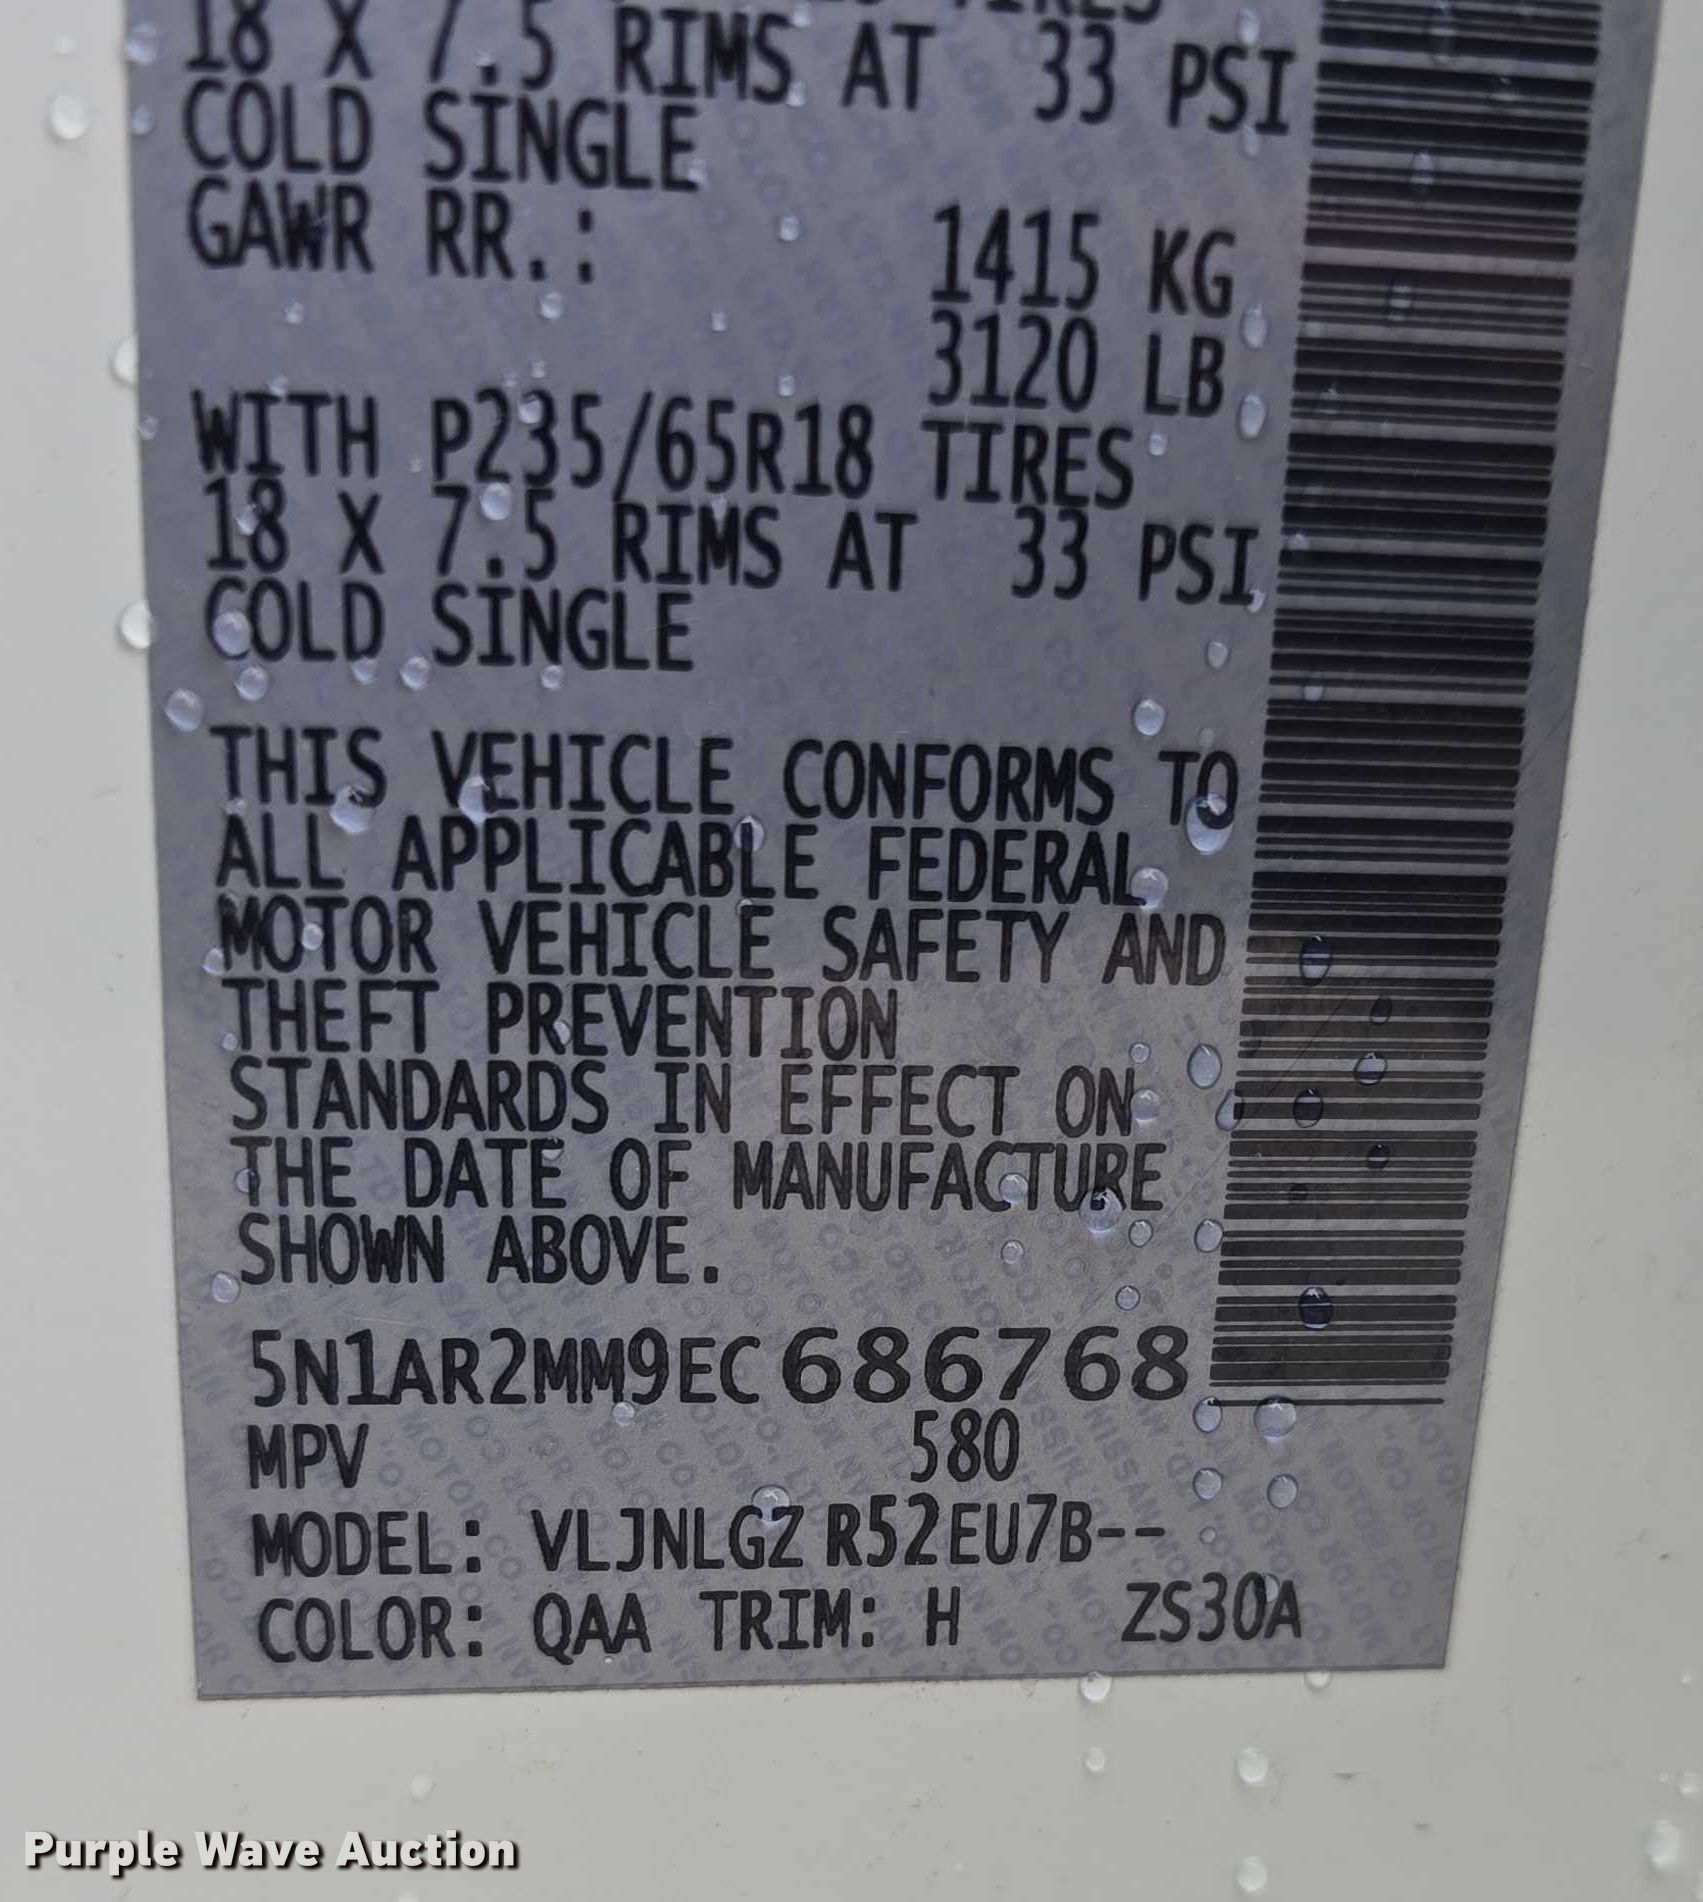 TIRES
18 X 7.5 RIMS AT 33 PSI
COLD SINGLE
GAWR RR.: 1415 KG
3120 LB
WITH P235/65R18 TIRES
18 X 7.5 RIMS AT 33 PSI
COLD SINGLE
THIS VEHICLE CONFORMS TO
ALL APPLICABLE FEDERAL
MOTOR VEHICLE SAFETY AND
THEFT PREVENTION
STANDARDS IN EFFECT ON
THE DATE OF MANUFACTURE
SHOWN ABOVE.
5N1AR2MM9EC686768
MPV 580
MODEL: VLJNLGZ R52EU7B--
COLOR: QAA TRIM: H ZS30A
Purple Wave Auction